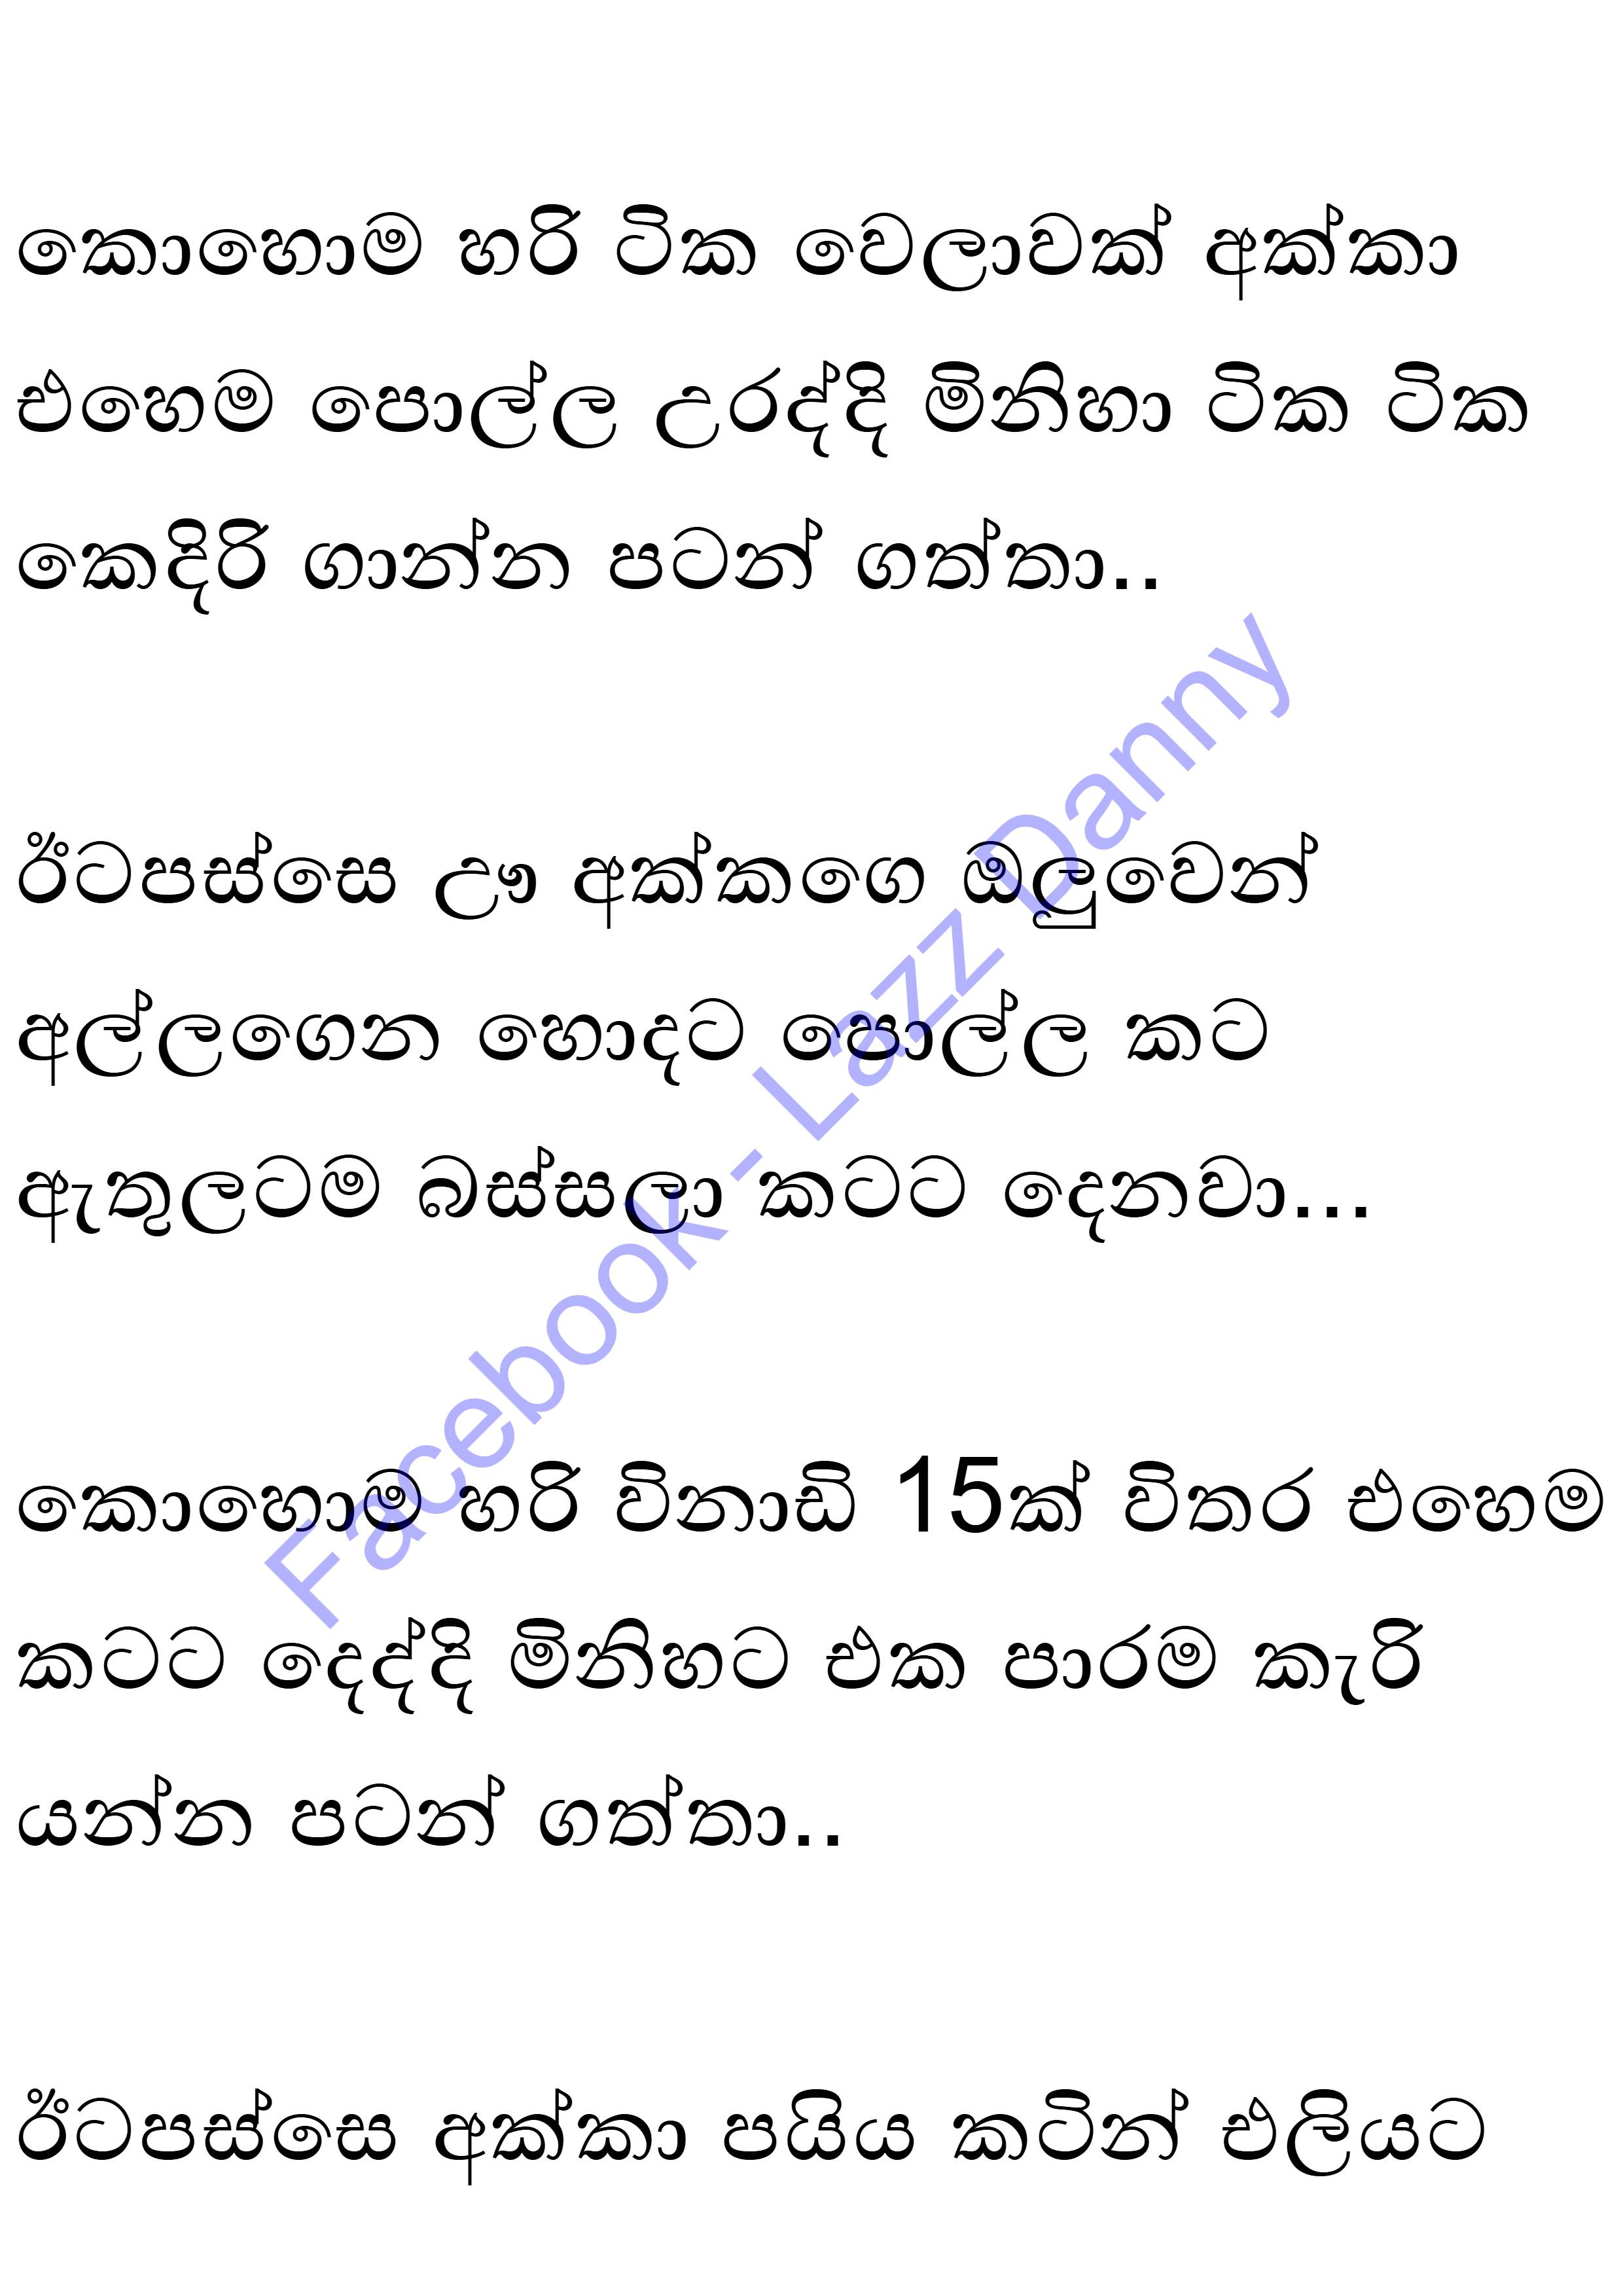 කොහොම හරි ටික වෙලාවක් අක්කා
එහෙම පොල්ල උරද්දි මිනිහා ටික ටික
කෙදිරි ගාන්න පටන් ගත්තා..
ඊටපස්සෙ ඌ අක්කගෙ ඔලුවෙන්
අල්ලගෙන හොදට පොල්ල කට
ඇතුලටම බස්සලා කටට දෙනවා...
කොහොම හරි විනාඩි 15ක් විතර එහෙම
කටට දෙද්දි මිනිහට එක පාරම කැරි
යන්න පටන් ගත්තා..
ඊටපස්සෙ අක්කා පයිය කටින් එලියට
Facebook - Lazz Danny